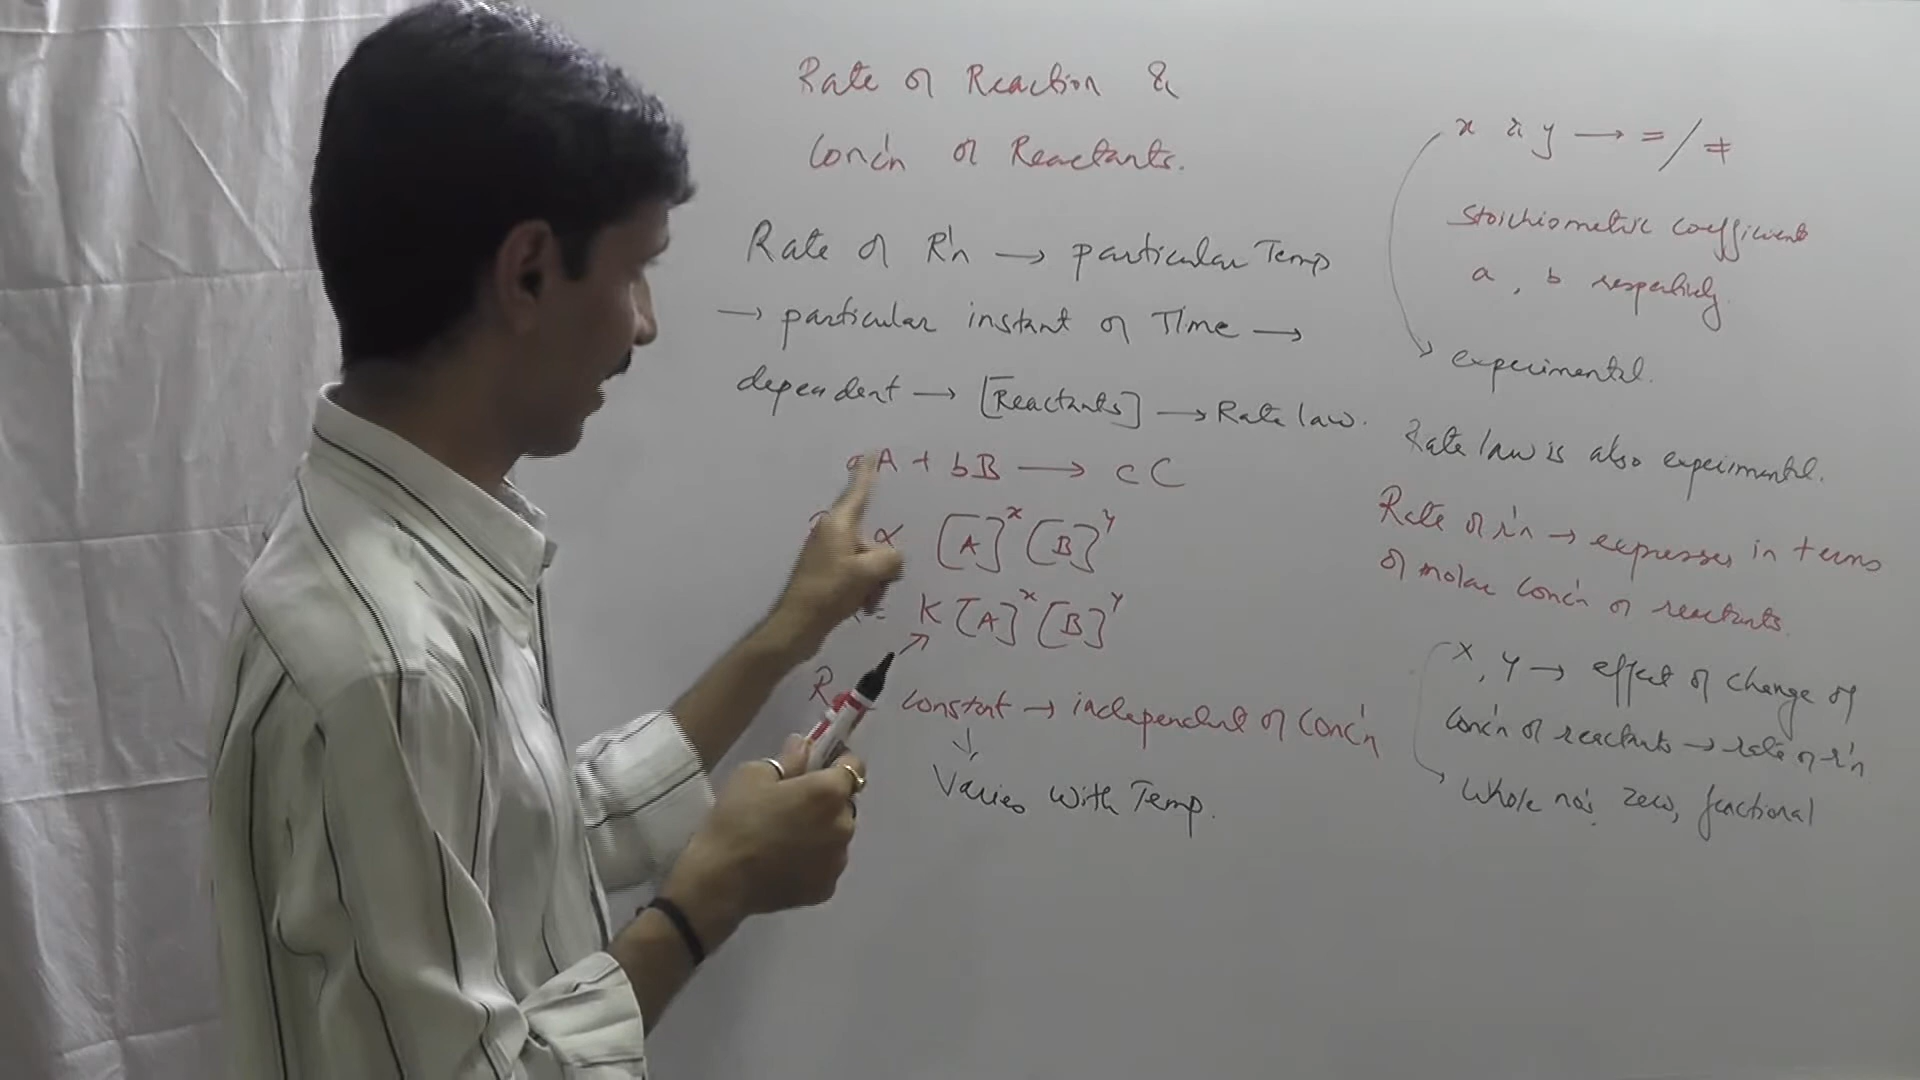 Rate of Reaction &
Conc'n of Reactants.
Rate of R'n → particular Temp
→ particular instant of Time →
dependent → [Reactants] → Rate law.
aA + bB → cC
∝ [A]^x [B]^y
= K [A]^x [B]^y
constant → independent of Conc'n
↓
Varies with Temp.
x & y → = / ≠
Stoichiometric coefficient
a, b respectively
→ experimental.
Rate law is also experimental.
Rate of r'n → expresses in terms
of molar conc'n of reactants.
x, y → effect of change of
conc'n of reactants → rate of r'n
→ Whole no's, zero, fractional